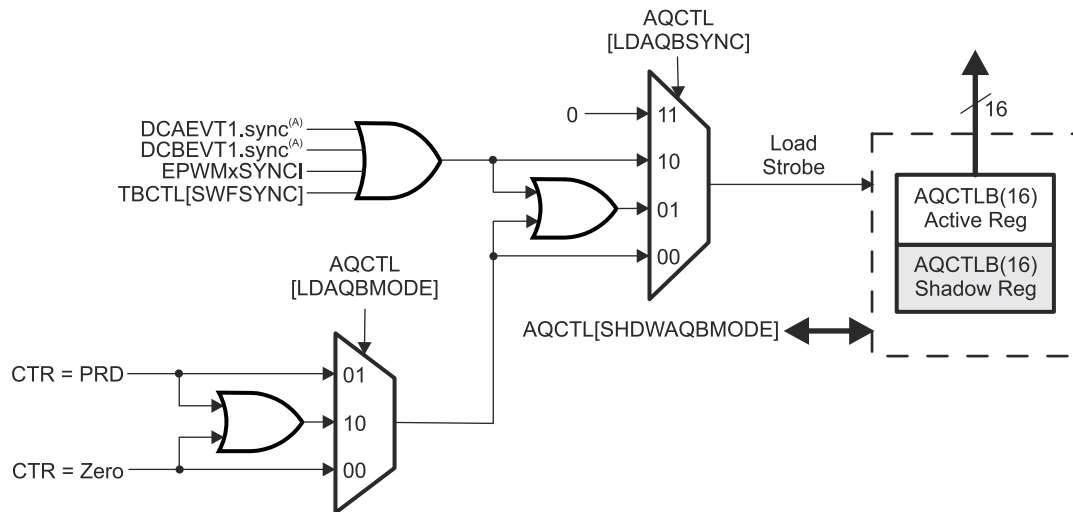 AQCTL
[LDAQBSYNC]
0
11
16
DCAEVT1.sync(A)
DCBEVT1.sync(A)
EPWMxSYNCI
TBCTL[SWFSYNC]
10
Load
Strobe
01
AQCTLB(16)
Active Reg
00
AQCTLB(16)
Shadow Reg
AQCTL
[LDAQBMODE]
AQCTL[SHDWAQBMODE]
CTR = PRD
01
10
CTR = Zero
00